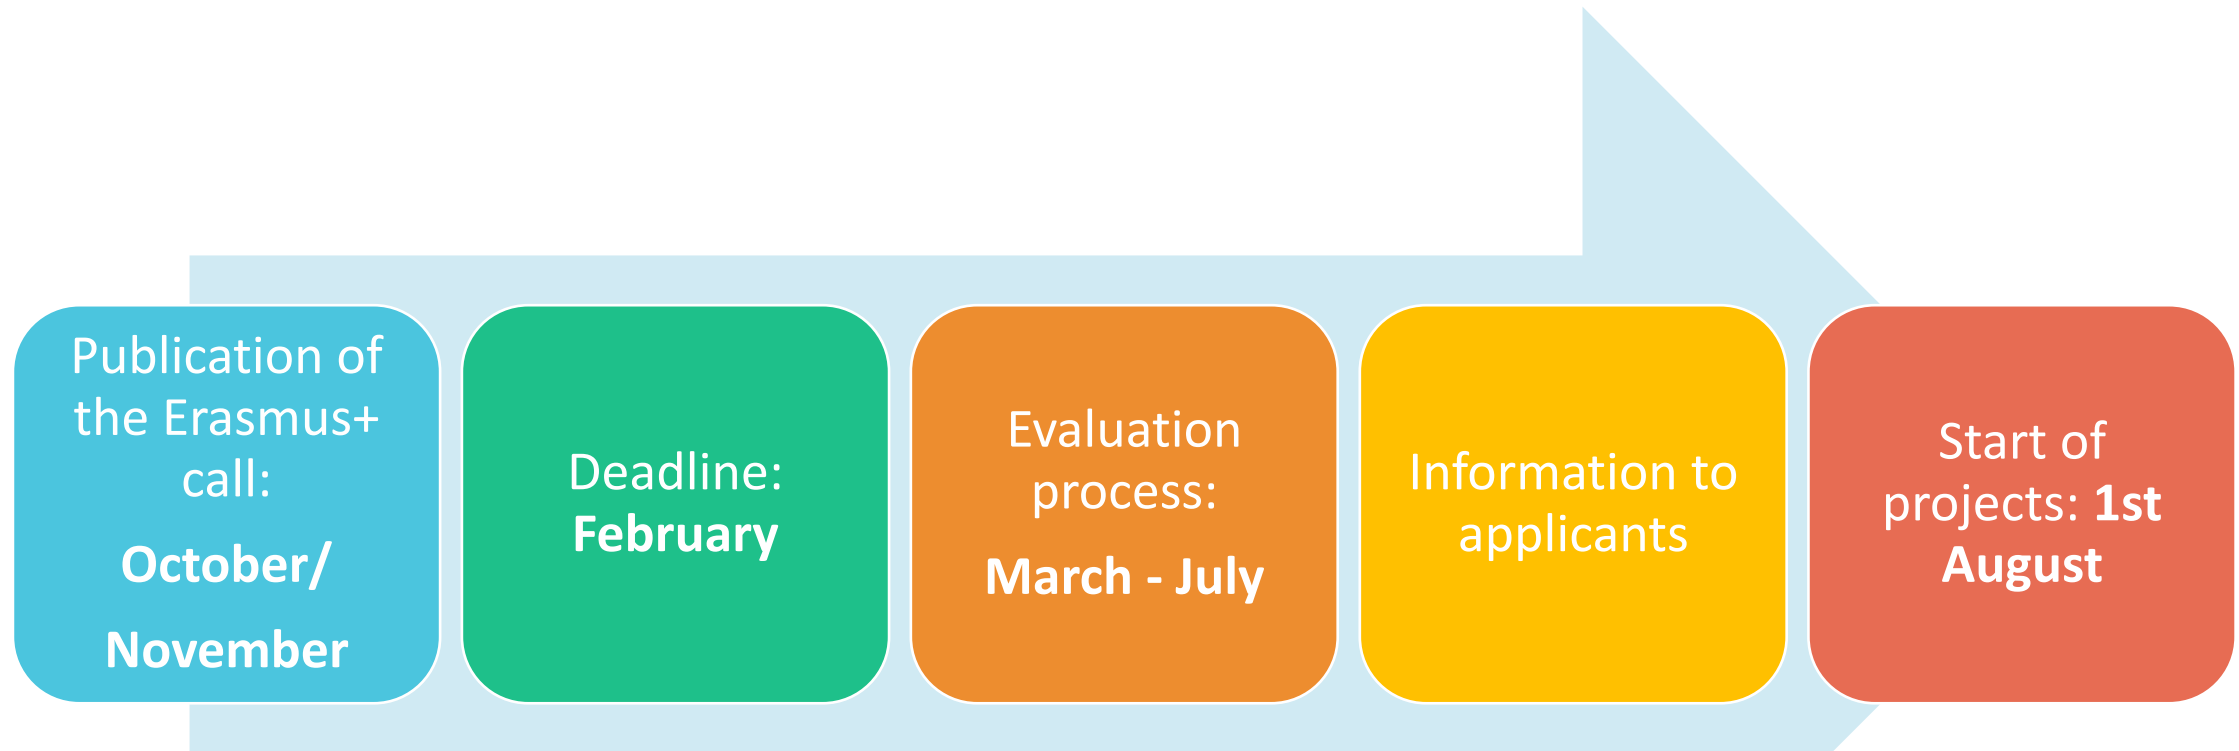 Publication of
the Erasmus+
call:
October/
November
Deadline:
February
Evaluation
process:
March - July
Information to
applicants
Start of
projects: 1st
August